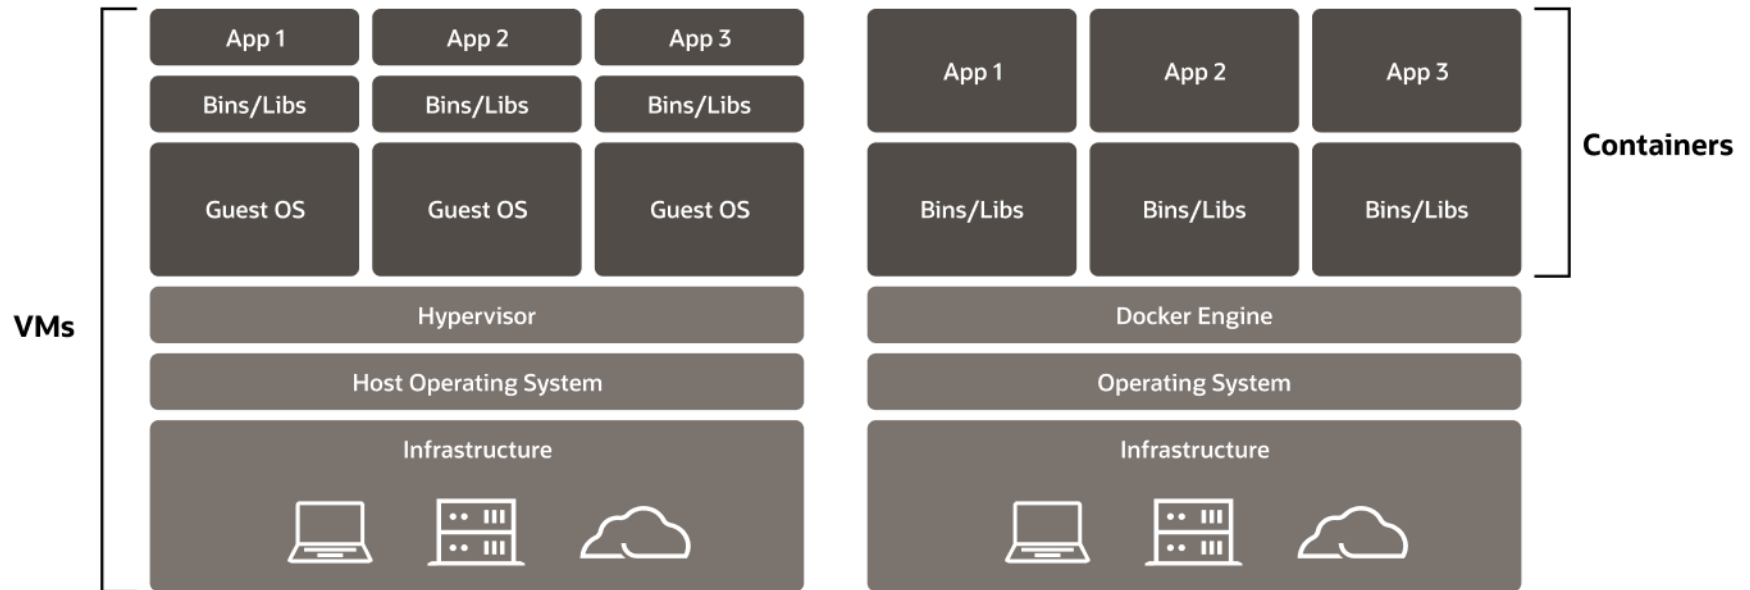 VMs
App 1
App 2
App 3
Bins/Libs
Bins/Libs
Bins/Libs
Guest OS
Guest OS
Guest OS
Hypervisor
Host Operating System
Infrastructure
App 1
App 2
App 3
Bins/Libs
Bins/Libs
Bins/Libs
Docker Engine
Operating System
Infrastructure
Containers